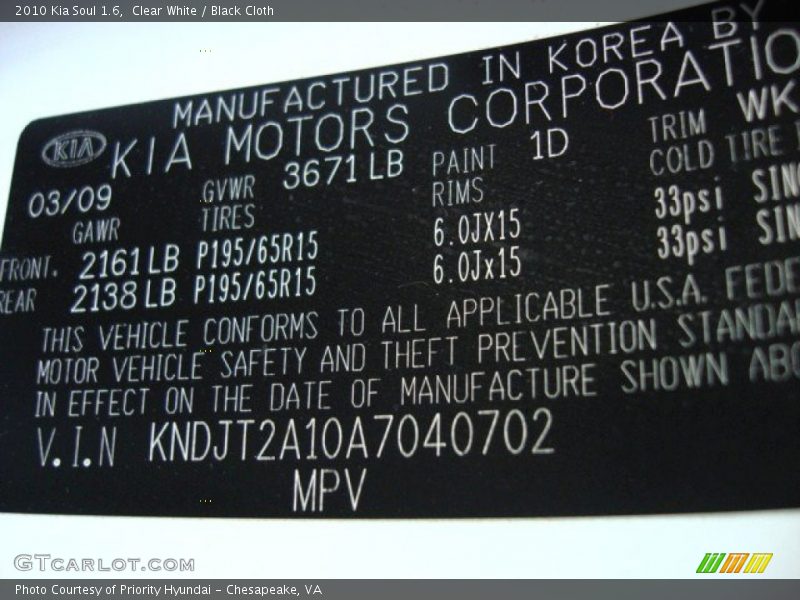 2010 Kia Soul 1.6,  Clear White / Black Cloth
MANUFACTURED IN KOREA BY
KIA KIA MOTORS CORPORATIO
03/09 GVWR 3671 LB PAINT 1D TRIM WK
GAWR TIRES RIMS COLD TIRE
FRONT. 2161 LB P195/65R15 6.0JX15 33psi SING
REAR 2138 LB P195/65R15 6.0Jx15 33psi SIN
THIS VEHICLE CONFORMS TO ALL APPLICABLE U.S.A. FEDE
MOTOR VEHICLE SAFETY AND THEFT PREVENTION STANDA
IN EFFECT ON THE DATE OF MANUFACTURE SHOWN ABO
V.I.N KNDJT2A10A7040702
MPV
GTCARLOT.COM
Photo Courtesy of Priority Hyundai – Chesapeake, VA